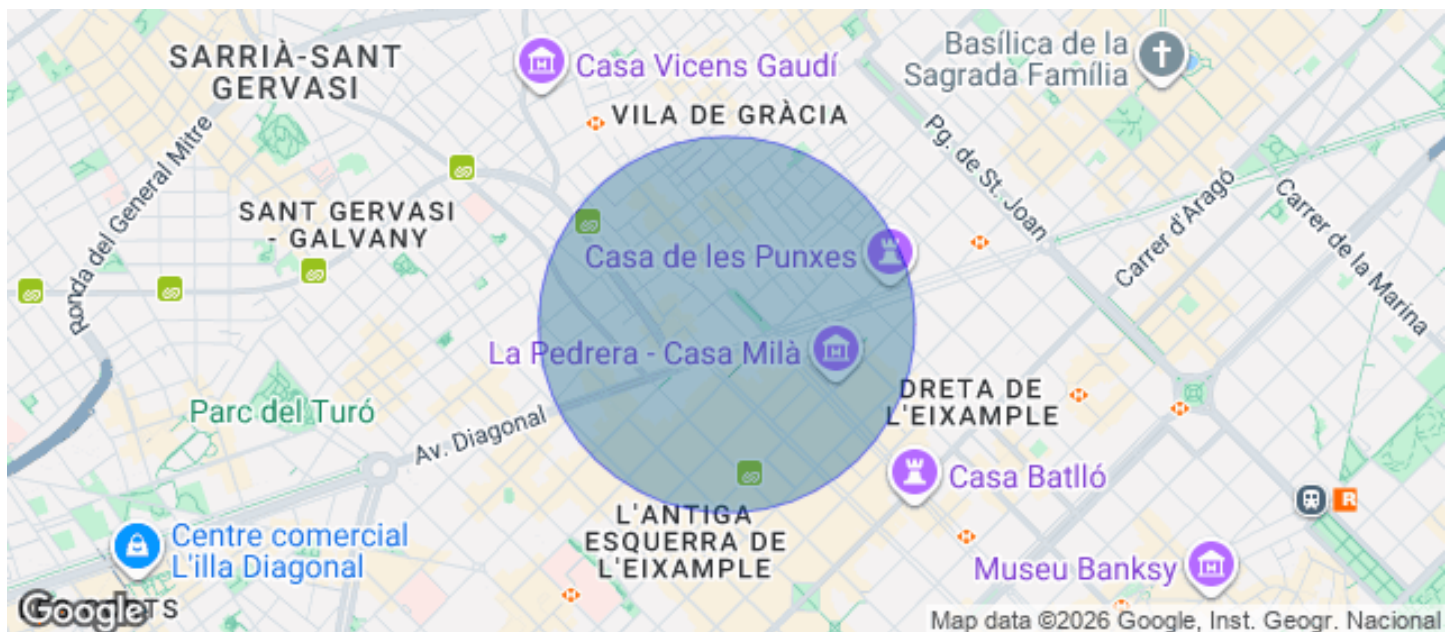 SARRIÀ-SANT
GERVASI
Casa Vicens Gaudí
Basílica de la
Sagrada Família
VILA DE GRÀCIA
Ronda del General Mitre
Pg. de St. Joan
SANT GERVASI
- GALVANY
Carrer d'Aragó
Carrer de la Marina
Casa de les Punxes
La Pedrera - Casa Milà
DRETA DE
L'EIXAMPLE
Parc del Turó
Av. Diagonal
Casa Batlló
R
L'ANTIGA
ESQUERRA DE
L'EIXAMPLE
Centre comercial
L'illa Diagonal
Museu Banksy
Google
Map data ©2026 Google, Inst. Geogr. Nacional